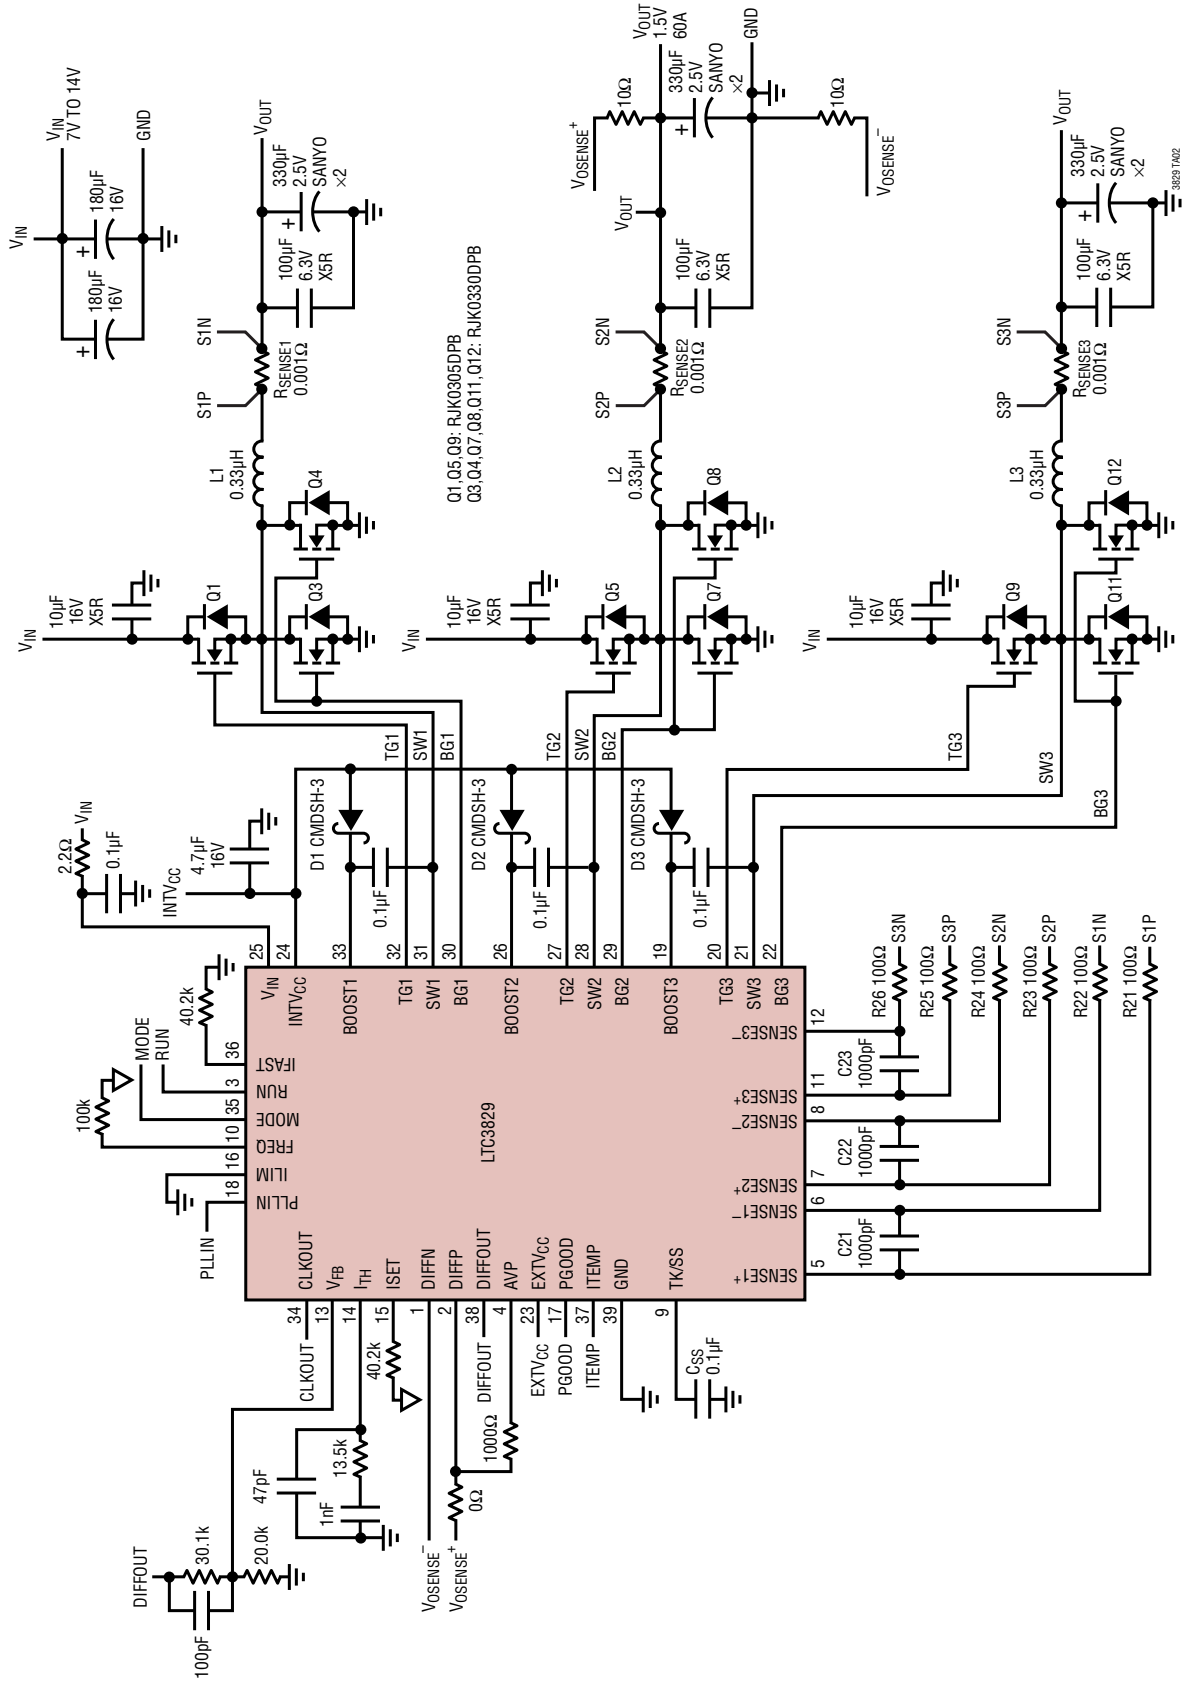 VIN
7V TO 14V
VIN
180µF
16V
180µF
16V
GND
VIN
10µF
16V
X5R
Q1
Q3
Q4
L1
0.33µH
S1P
S1N
RSENSE1
0.001Ω
100µF
6.3V
X5R
330µF
2.5V
SANYO
×2
VOUT
Q1,Q5,Q9: RJK0305DPB
Q3,Q4,Q7,Q8,Q11,Q12: RJK0330DPB
VIN
10µF
16V
X5R
Q5
Q7
Q8
L2
0.33µH
S2P
S2N
RSENSE2
0.001Ω
100µF
6.3V
X5R
VOUT
VOSENSE+
10Ω
330µF
2.5V
SANYO
×2
VOUT
1.5V
60A
GND
10Ω
VOSENSE−
VIN
10µF
16V
X5R
Q9
Q11
Q12
L3
0.33µH
S3P
S3N
RSENSE3
0.001Ω
100µF
6.3V
X5R
330µF
2.5V
SANYO
×2
VOUT
3829 TA02
TG1
SW1
BG1
TG2
SW2
BG2
TG3
SW3
BG3
2.2Ω
VIN
0.1µF
INTVCC
4.7µF
16V
D1 CMDSH-3
0.1µF
D2 CMDSH-3
0.1µF
D3 CMDSH-3
0.1µF
PLLIN
100k
MODE
RUN
40.2k
18 PLLIN
16 ILIM
10 FREQ
35 MODE
3 RUN
36 IFAST
VIN 25
INTVCC 24
BOOST1 33
TG1 32
SW1 31
BG1 30
BOOST2 26
TG2 27
SW2 28
BG2 29
BOOST3 19
TG3 20
SW3 21
BG3 22
LTC3829
34 CLKOUT
13 VFB
14 ITH
15 ISET
1 DIFFN
2 DIFFP
38 DIFFOUT
4 AVP
23 EXTVCC
17 PGOOD
37 ITEMP
39 GND
9 TK/SS
SENSE1+ 5
SENSE1− 6
SENSE2+ 7
SENSE2− 8
SENSE3+ 11
SENSE3− 12
C21
1000pF
C22
1000pF
C23
1000pF
R26 100Ω S3N
R25 100Ω S3P
R24 100Ω S2N
R23 100Ω S2P
R22 100Ω S1N
R21 100Ω S1P
DIFFOUT
100pF
30.1k
20.0k
47pF
1nF
13.5k
CLKOUT
40.2k
VOSENSE−
VOSENSE+
0Ω
1000Ω
DIFFOUT
EXTVCC
PGOOD
ITEMP
CSS
0.1µF